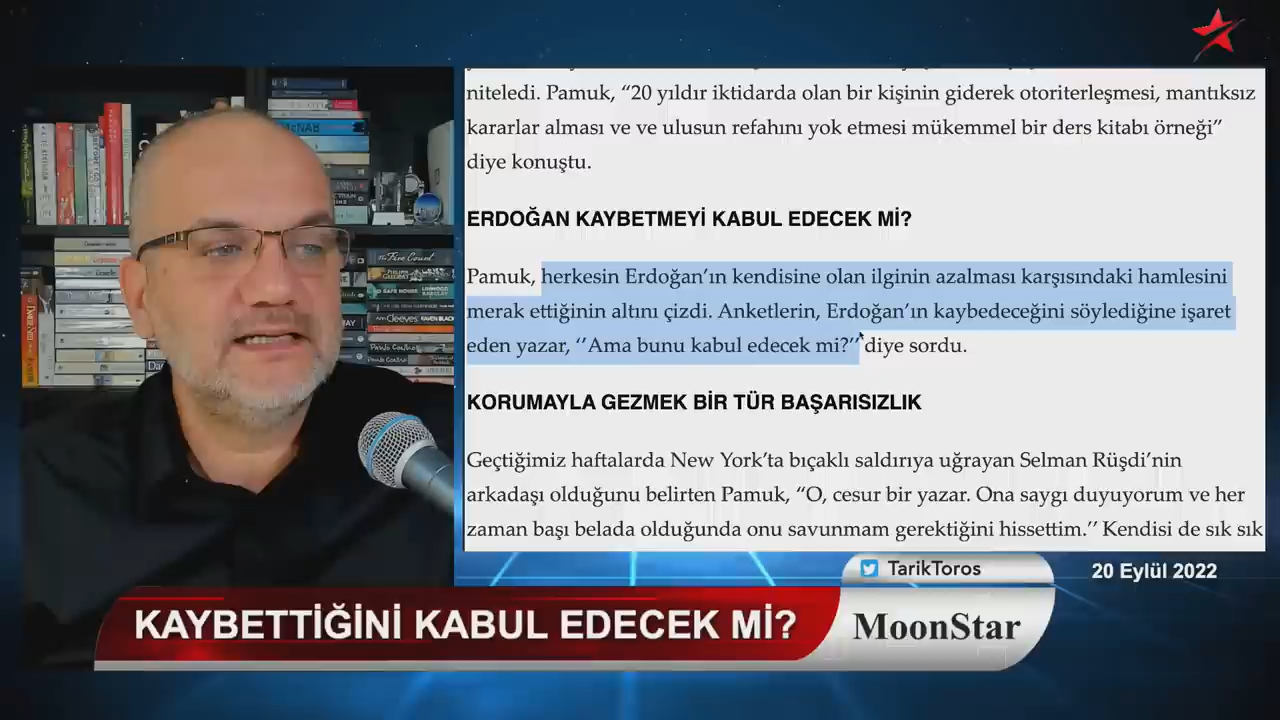 niteledi. Pamuk, “20 yıldır iktidarda olan bir kişinin giderek otoriterleşmesi, mantıksız
kararlar alması ve ve ulusun refahını yok etmesi mükemmel bir ders kitabı örneği”
diye konuştu.
ERDOĞAN KAYBETMEYİ KABUL EDECEK Mİ?
Pamuk, herkesin Erdoğan’ın kendisine olan ilginin azalması karşısındaki hamlesini
merak ettiğinin altını çizdi. Anketlerin, Erdoğan’ın kaybedeceğini söylediğine işaret
eden yazar, ‘’Ama bunu kabul edecek mi?’’ diye sordu.
KORUMAYLA GEZMEK BİR TÜR BAŞARISIZLIK
Geçtiğimiz haftalarda New York’ta bıçaklı saldırıya uğrayan Selman Rüşdi’nin
arkadaşı olduğunu belirten Pamuk, “O, cesur bir yazar. Ona saygı duyuyorum ve her
zaman başı belada olduğunda onu savunmam gerektiğini hissettim.’’ Kendisi de sık sık
TarikToros
20 Eylül 2022
KAYBETTİĞİNİ KABUL EDECEK Mİ?
MoonStar
McNAB
The Fire Court